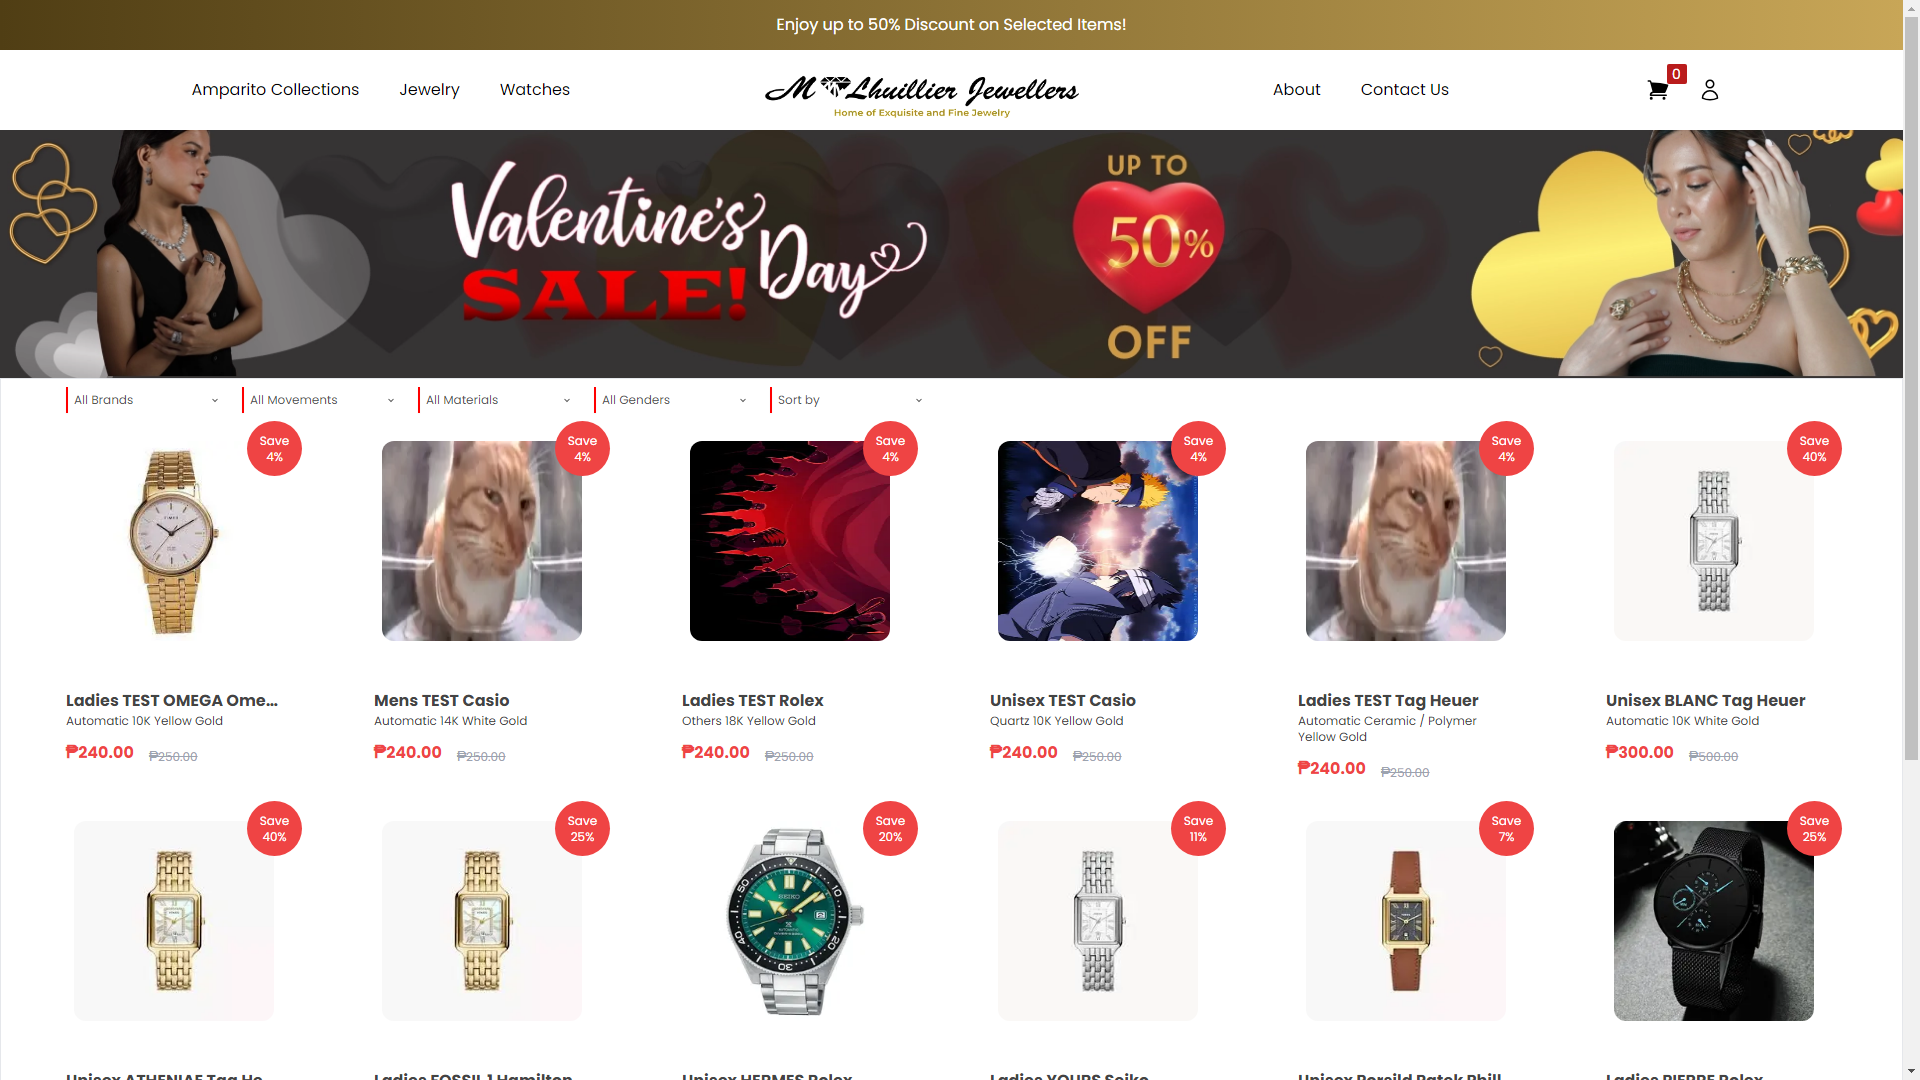 Enjoy up to 50% Discount on Selected Items!
Amparito Collections
Jewelry
Watches
M Lhuillier Jewellers
Home of Exquisite and Fine Jewelry
About
Contact Us
0
Valentine's
Day
SALE!
UP TO
50%
OFF
All Brands
All Movements
All Materials
All Genders
Sort by
Save
4%
Save
4%
Save
4%
Save
4%
Save
4%
Save
40%
Ladies TEST OMEGA Ome...
Automatic 10K Yellow Gold
₱240.00 ₱250.00
Mens TEST Casio
Automatic 14K White Gold
₱240.00 ₱250.00
Ladies TEST Rolex
Others 18K Yellow Gold
₱240.00 ₱250.00
Unisex TEST Casio
Quartz 10K Yellow Gold
₱240.00 ₱250.00
Ladies TEST Tag Heuer
Automatic Ceramic / Polymer
Yellow Gold
₱240.00 ₱250.00
Unisex BLANC Tag Heuer
Automatic 10K White Gold
₱300.00 ₱500.00
Save
40%
Save
25%
Save
20%
SEIKO
Save
11%
Save
7%
Save
25%
Unisex ATHENIAE Tag He...
Ladies FOSSIL1 Hamilton
Unisex HERMES Rolex
Ladies YOURS Seiko
Unisex Persild Patek Phill...
Ladies PIERRE Rolex